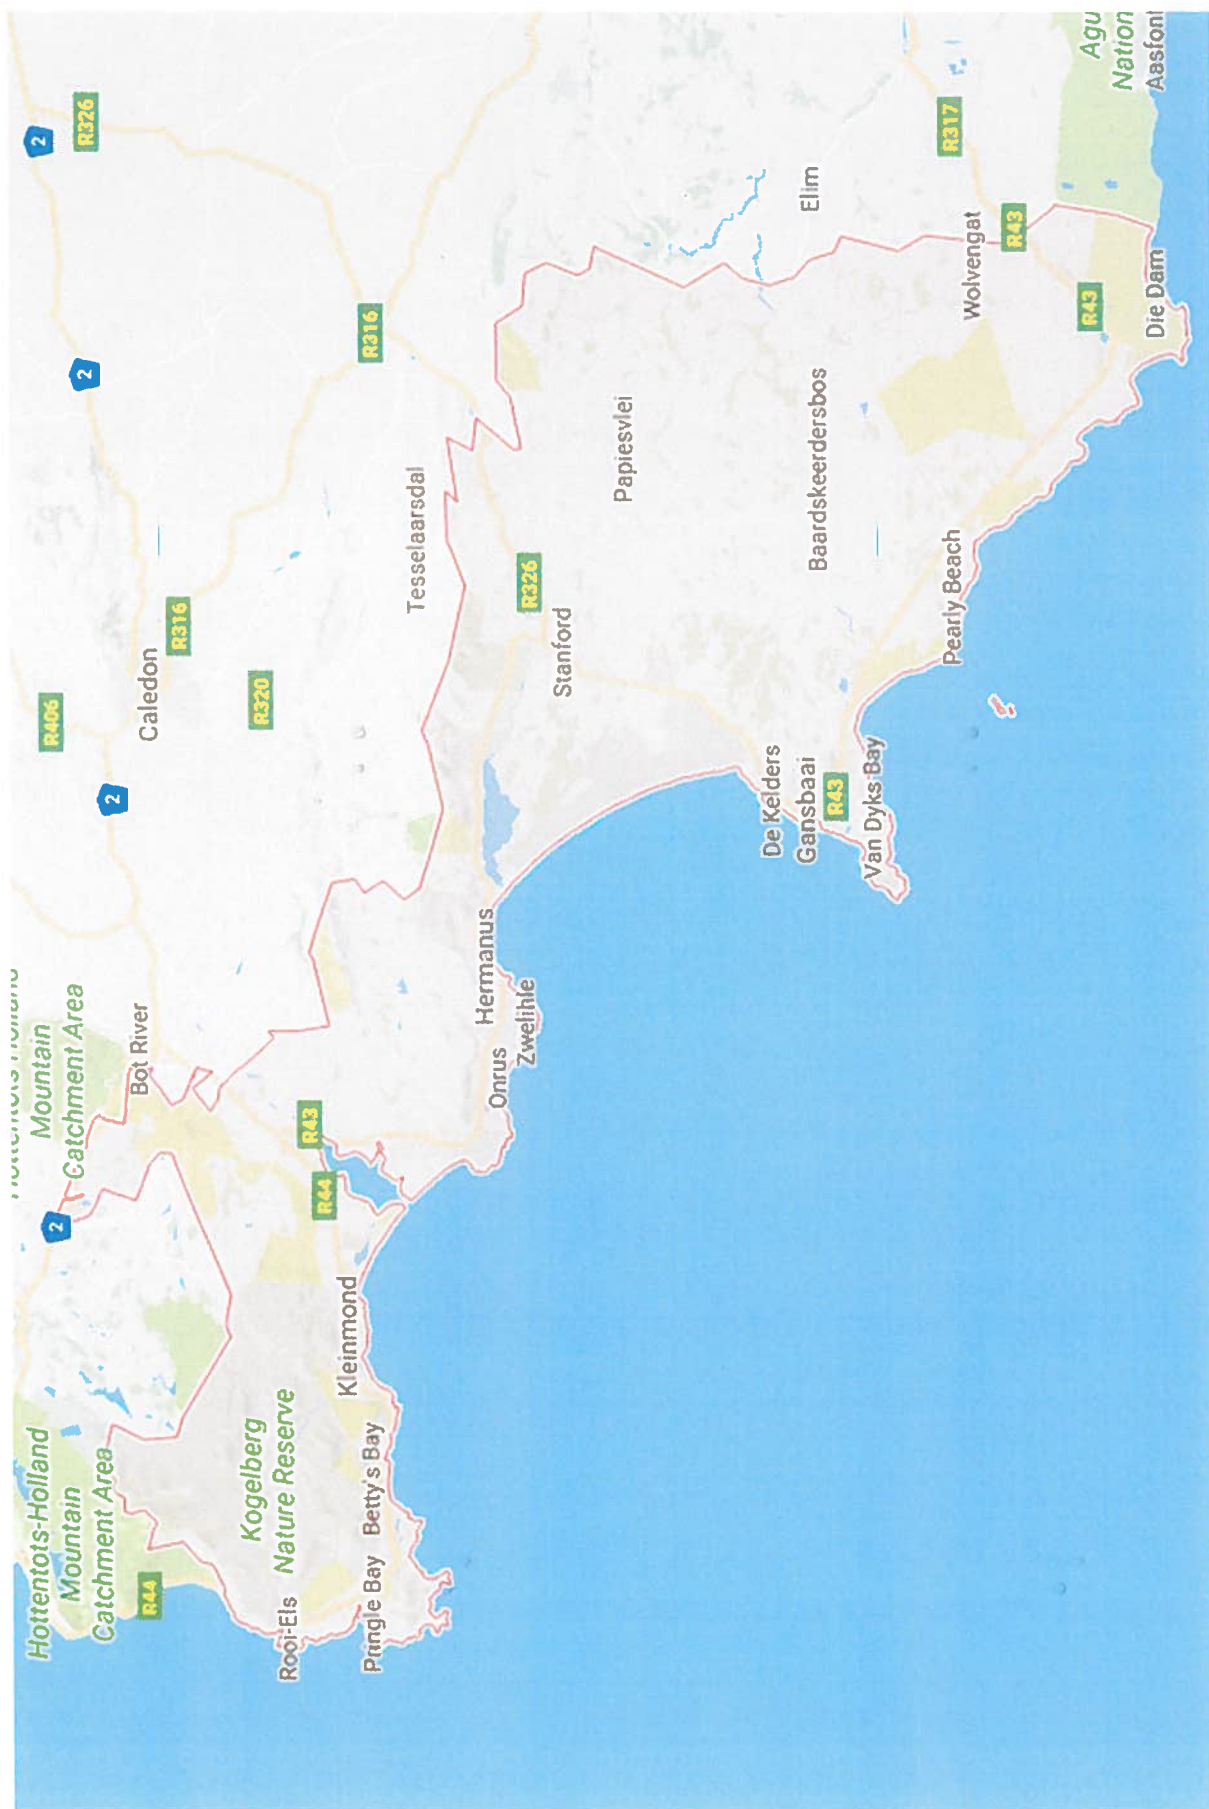 Hottentots-Holland
Mountain
Catchment Area
R44
Rooi-Els
Pringle Bay
Betty's Bay
Kogelberg
Nature Reserve
Kleinmond
R44
R43
2
Mountain
Catchment Area
Bot River
Onrus
Zwelihle
Hermanus
2
R406
Caledon
R320
R316
De Kelders
Gansbaai
R43
Van Dyks Bay
Stanford
R326
Tesselaarsdal
Pearly Beach
Baardskeerdersbos
Papiesvlei
2
R316
Wolvengat
R43
R43
Die Dam
Elim
2
R326
R317
Agu
Nation
Aasfont